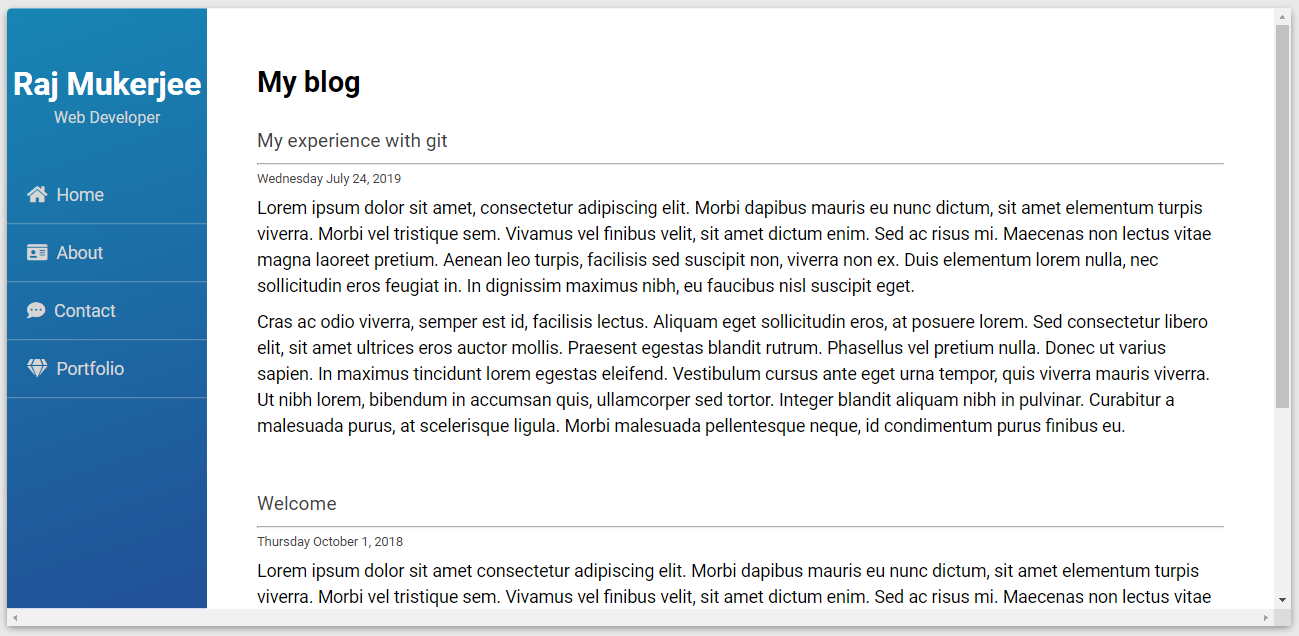 Raj Mukerjee
Web Developer
Home
About
Contact
Portfolio
My blog
My experience with git
Wednesday July 24, 2019
Lorem ipsum dolor sit amet, consectetur adipiscing elit. Morbi dapibus mauris eu nunc dictum, sit amet elementum turpis
viverra. Morbi vel tristique sem. Vivamus vel finibus velit, sit amet dictum enim. Sed ac risus mi. Maecenas non lectus vitae
magna laoreet pretium. Aenean leo turpis, facilisis sed suscipit non, viverra non ex. Duis elementum lorem nulla, nec
sollicitudin eros feugiat in. In dignissim maximus nibh, eu faucibus nisl suscipit eget.
Cras ac odio viverra, semper est id, facilisis lectus. Aliquam eget sollicitudin eros, at posuere lorem. Sed consectetur libero
elit, sit amet ultrices eros auctor mollis. Praesent egestas blandit rutrum. Phasellus vel pretium nulla. Donec ut varius
sapien. In maximus tincidunt lorem egestas eleifend. Vestibulum cursus ante eget urna tempor, quis viverra mauris viverra.
Ut nibh lorem, bibendum in accumsan quis, ullamcorper sed tortor. Integer blandit aliquam nibh in pulvinar. Curabitur a
malesuada purus, at scelerisque ligula. Morbi malesuada pellentesque neque, id condimentum purus finibus eu.
Welcome
Thursday October 1, 2018
Lorem ipsum dolor sit amet consectetur adipiscing elit. Morbi dapibus mauris eu nunc dictum, sit amet elementum turpis
viverra. Morbi vel tristique sem. Vivamus vel finibus velit, sit amet dictum enim. Sed ac risus mi. Maecenas non lectus vitae